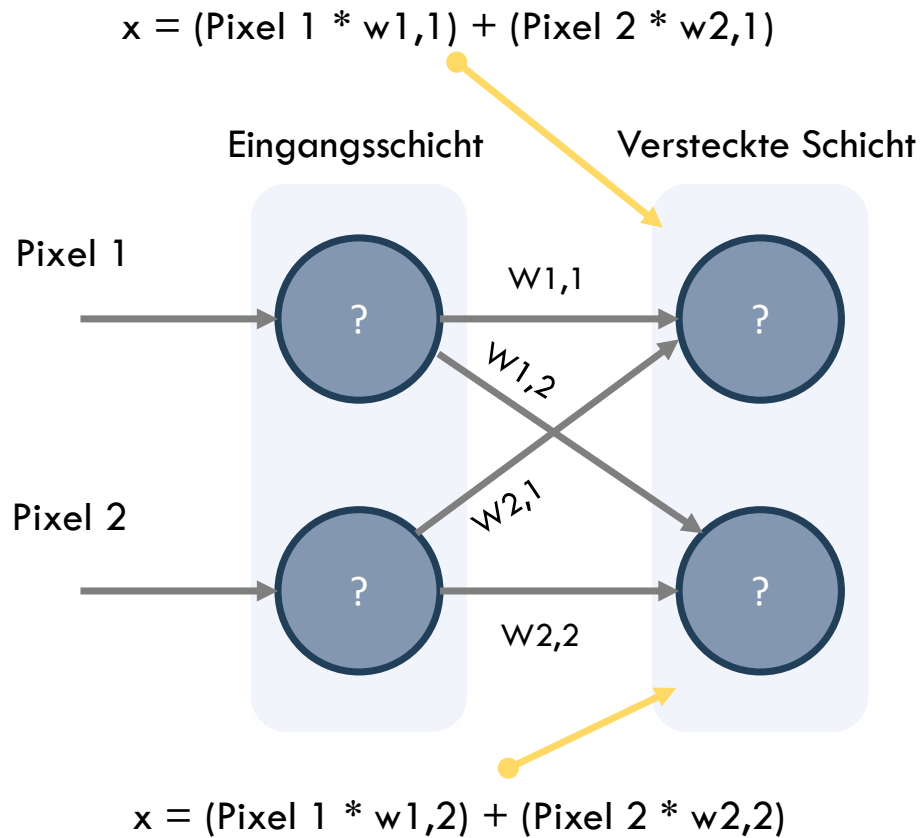 x = (Pixel 1 * w1,1) + (Pixel 2 * w2,1)
Eingangsschicht
Versteckte Schicht
Pixel 1
W1,1
?
?
W1,2
Pixel 2
W2,1
?
?
W2,2
x = (Pixel 1 * w1,2) + (Pixel 2 * w2,2)